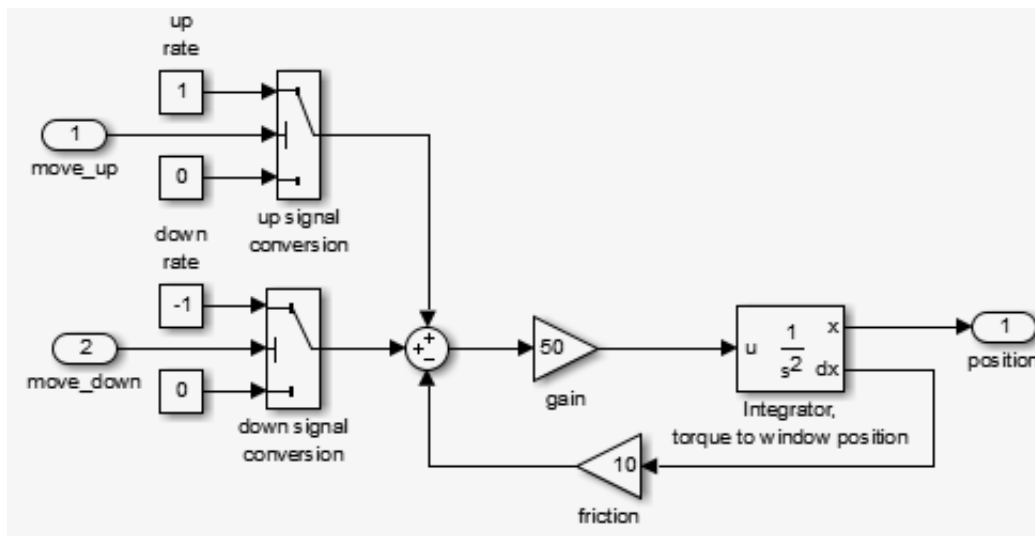 up
rate
1
1
move_up
0
up signal
conversion
down
rate
-1
2
move_down
0
down signal
conversion
+
+
−
50
gain
u
1
s2
x
dx
Integrator,
torque to window position
1
position
10
friction